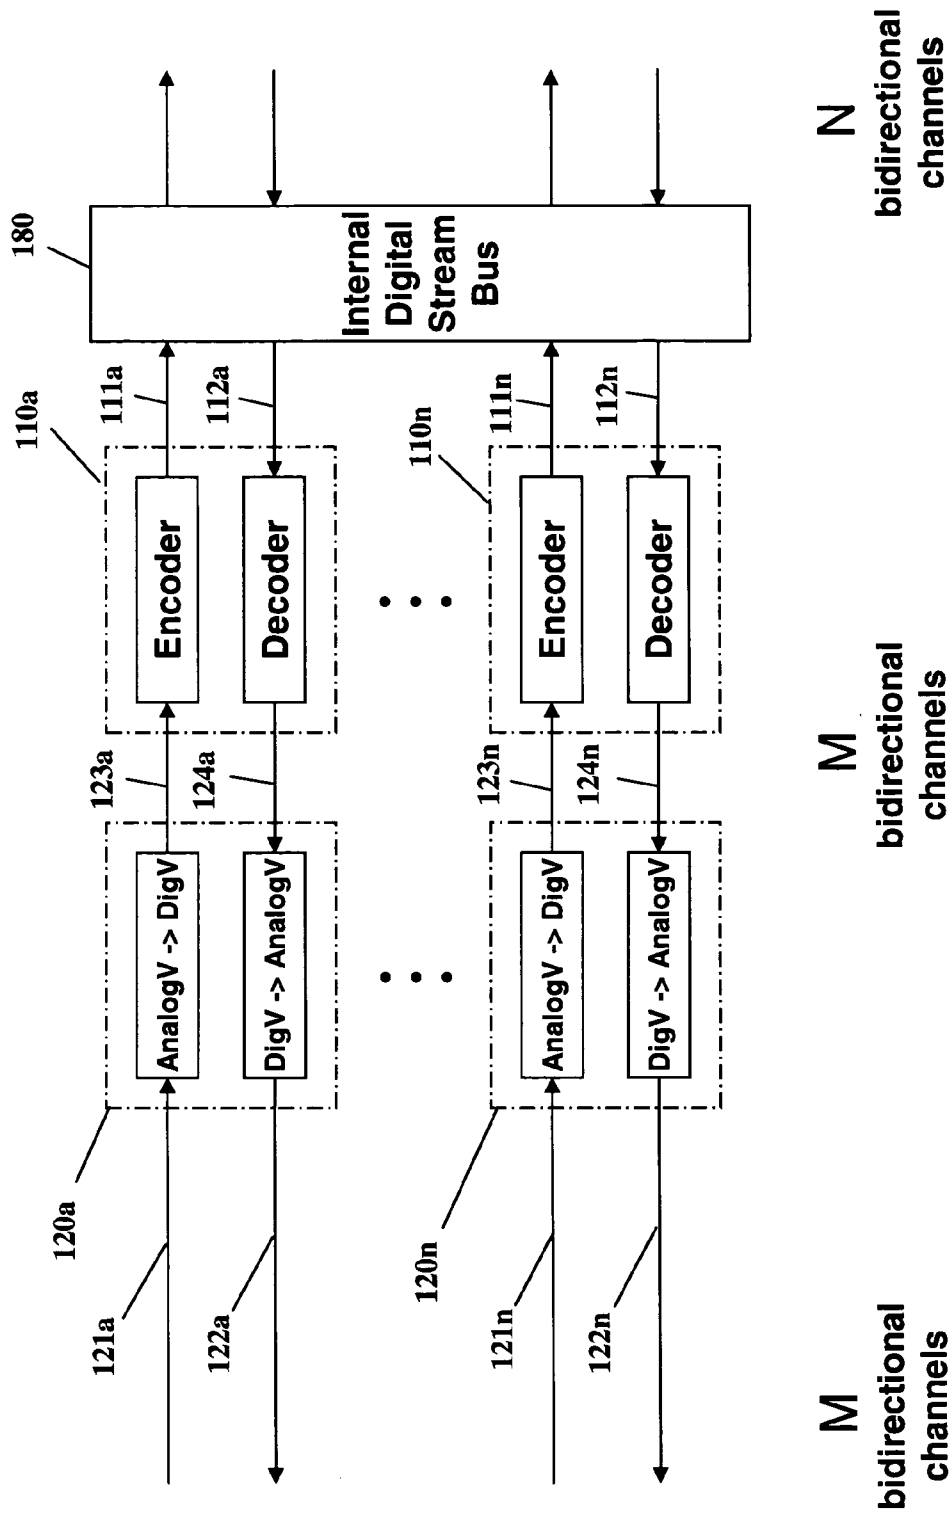 180
Internal
Digital
Stream
Bus
110a
111a
112a
110n
111n
112n
Encoder
Decoder
Encoder
Decoder
123a
124a
123n
124n
AnalogV -> DigV
DigV -> AnalogV
AnalogV -> DigV
DigV -> AnalogV
120a
121a
122a
120n
121n
122n
M
bidirectional
channels
M
bidirectional
channels
N
bidirectional
channels